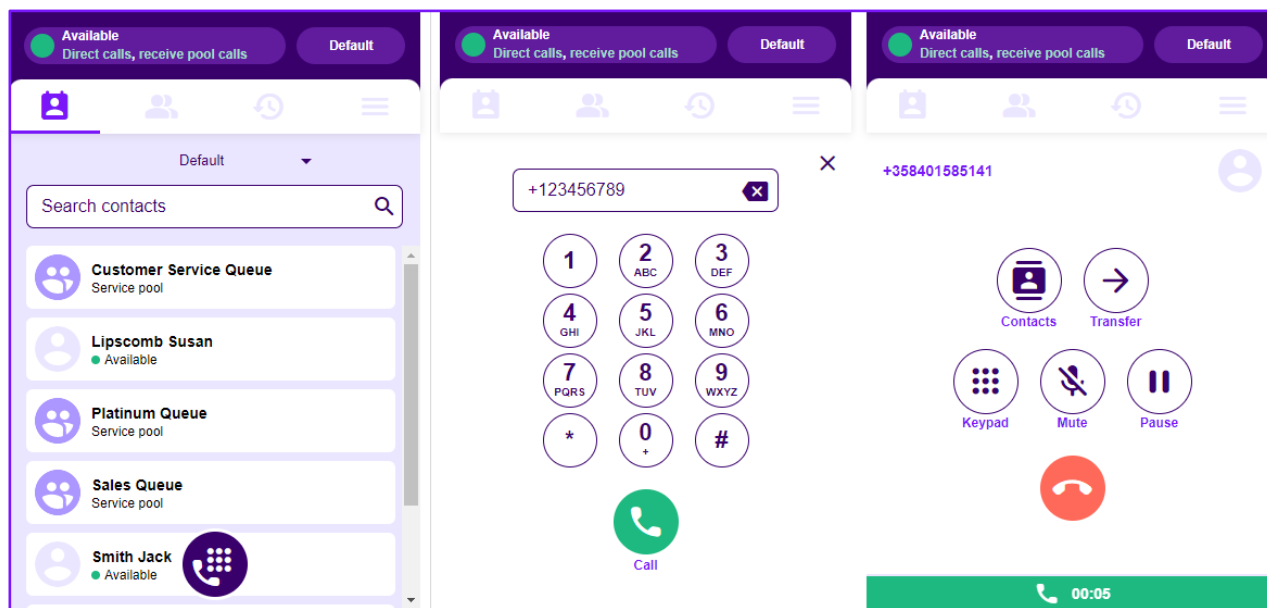 Available
Direct calls, receive pool calls
Default
Default
Search contacts
Customer Service Queue
Service pool
Lipscomb Susan
Available
Platinum Queue
Service pool
Sales Queue
Service pool
Smith Jack
Available
Available
Direct calls, receive pool calls
Default
+123456789
1
2
ABC
3
DEF
4
GHI
5
JKL
6
MNO
7
PQRS
8
TUV
9
WXYZ
*
0
+
#
Call
Available
Direct calls, receive pool calls
Default
+358401585141
Contacts
Transfer
Keypad
Mute
Pause
00:05